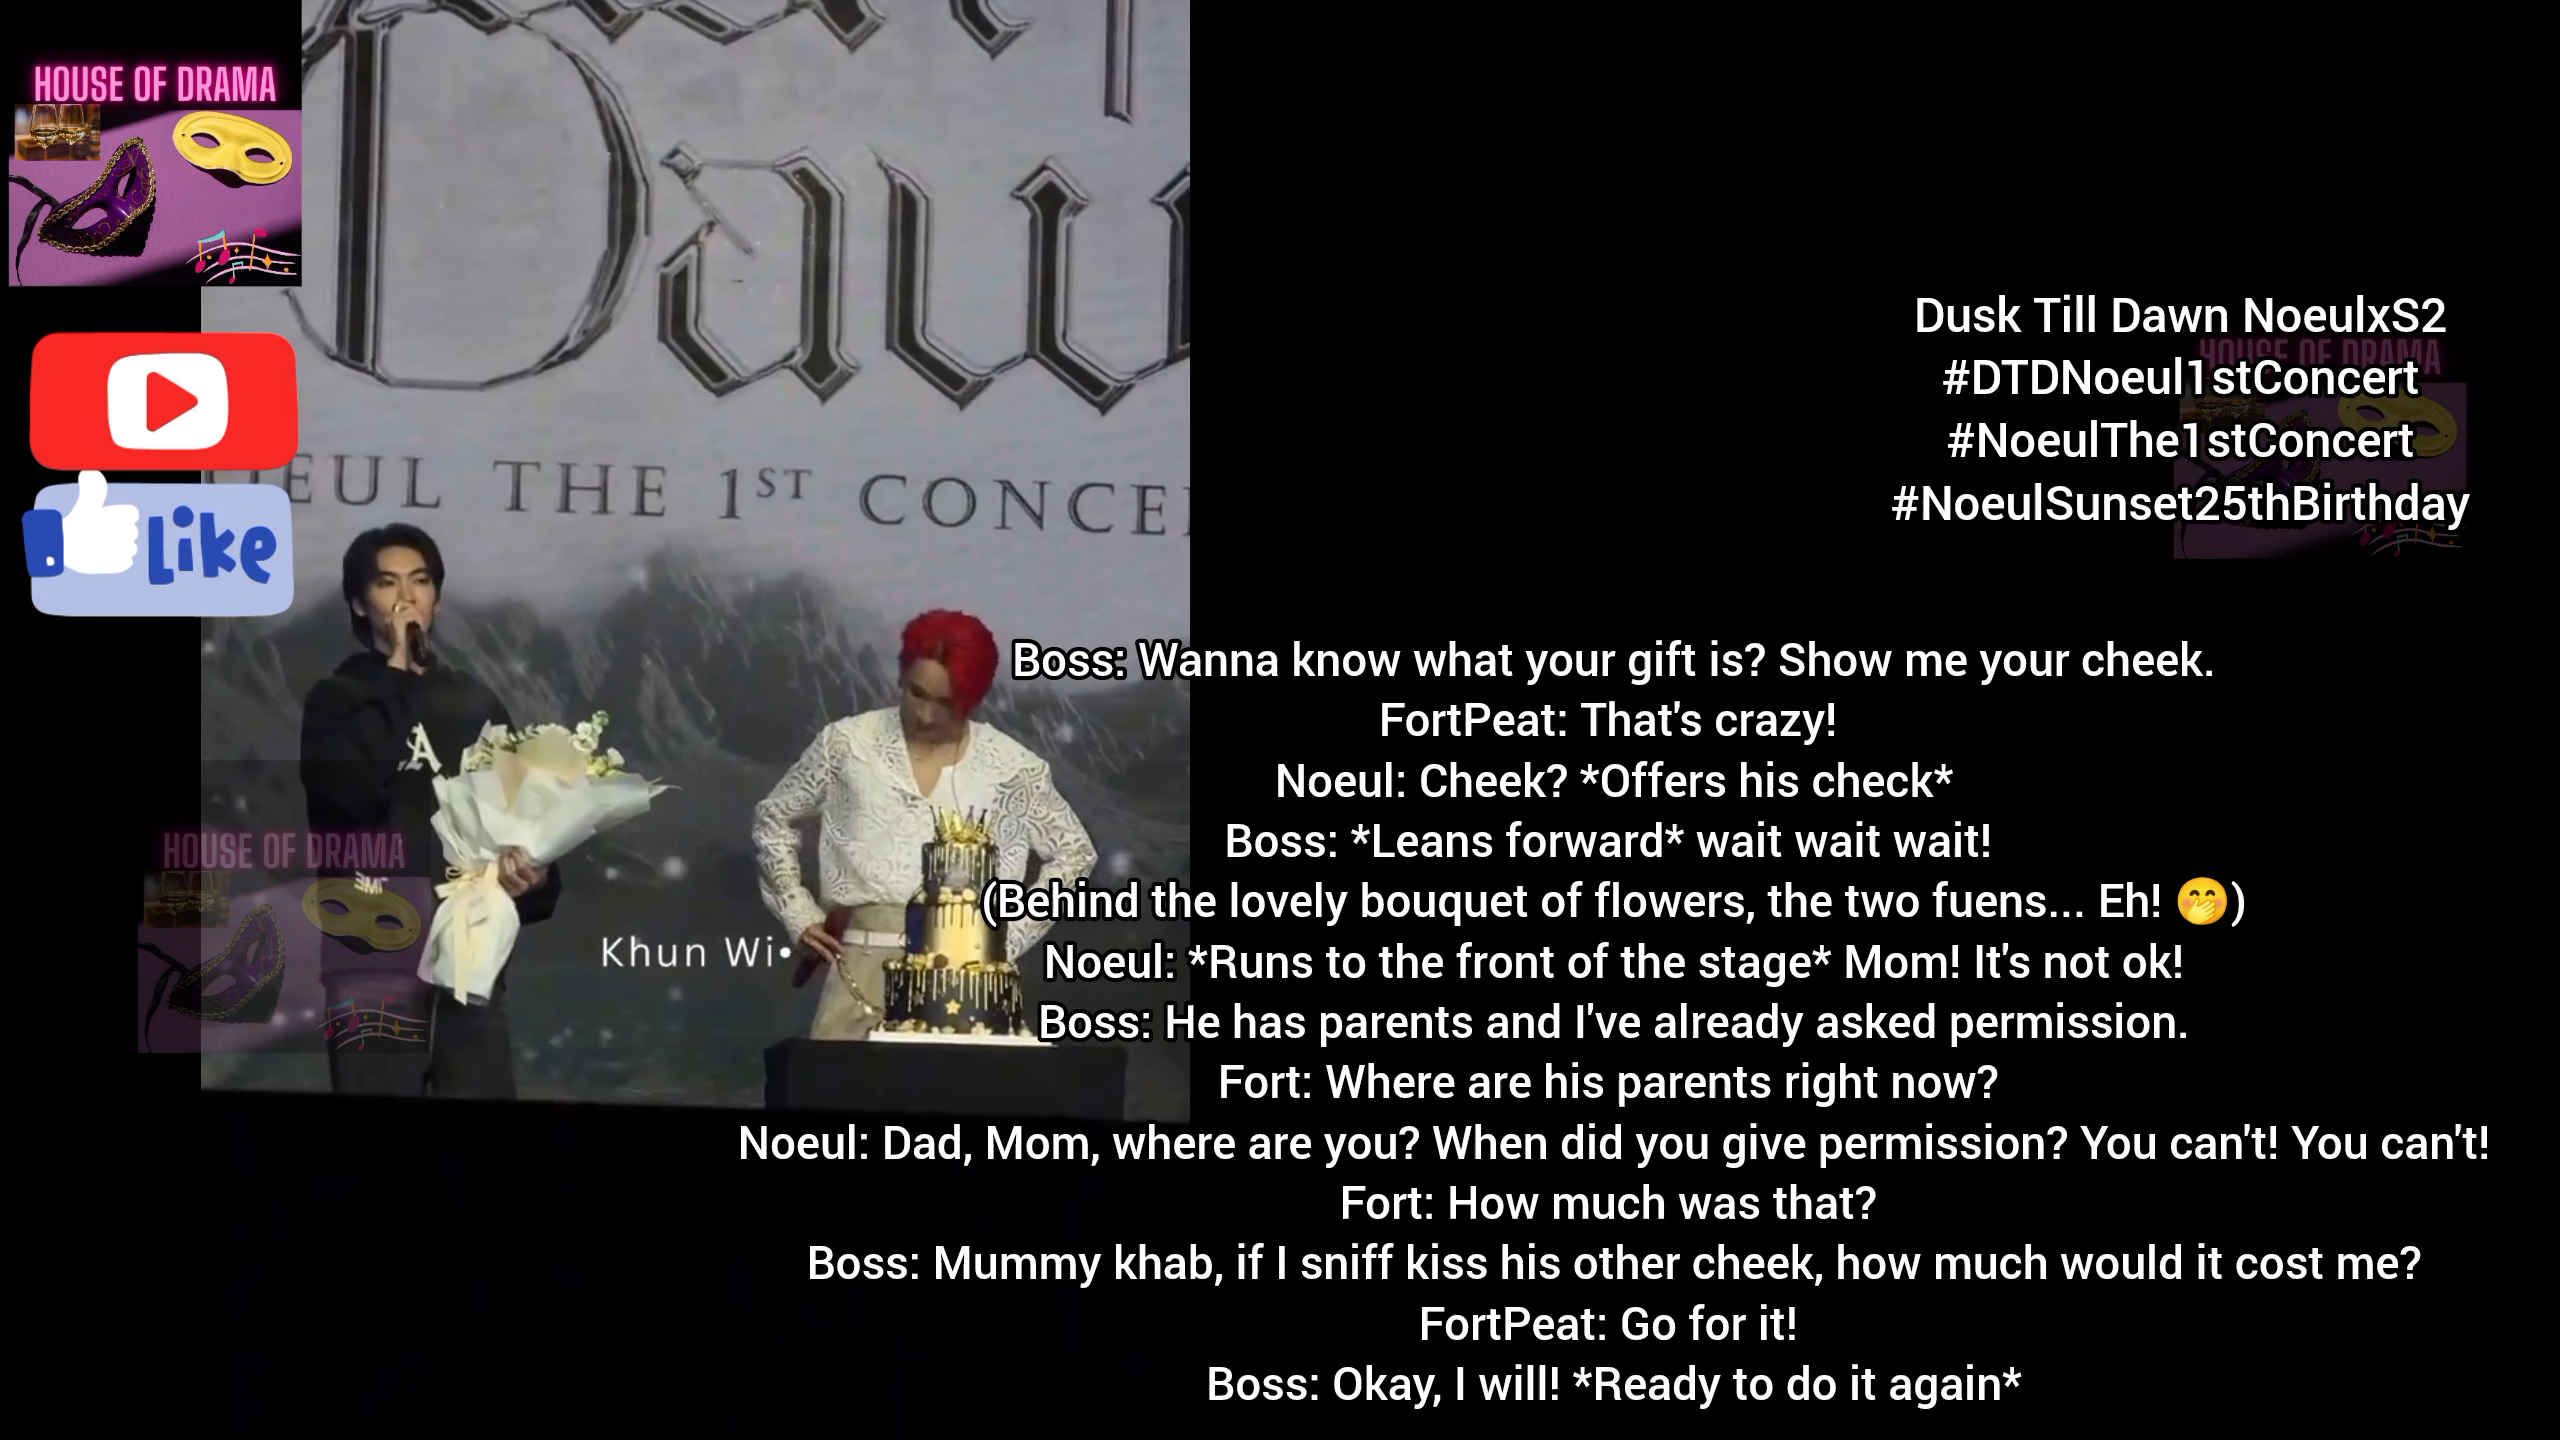 HOUSE OF DRAMA
Daw
EUL THE 1ST CONCE
Like
A
Khun Wi•
HOUSE OF DRAMA
Dusk Till Dawn NoeulxS2
HOUSE OF DRAMA
#DTDNoeul1stConcert
#NoeulThe1stConcert
#NoeulSunset25thBirthday
Boss: Wanna know what your gift is? Show me your cheek.
FortPeat: That's crazy!
Noeul: Cheek? *Offers his check*
Boss: *Leans forward* wait wait wait!
(Behind the lovely bouquet of flowers, the two fuens... Eh! 🤭)
Noeul: *Runs to the front of the stage* Mom! It's not ok!
Boss: He has parents and I've already asked permission.
Fort: Where are his parents right now?
Noeul: Dad, Mom, where are you? When did you give permission? You can't! You can't!
Fort: How much was that?
Boss: Mummy khab, if I sniff kiss his other cheek, how much would it cost me?
FortPeat: Go for it!
Boss: Okay, I will! *Ready to do it again*